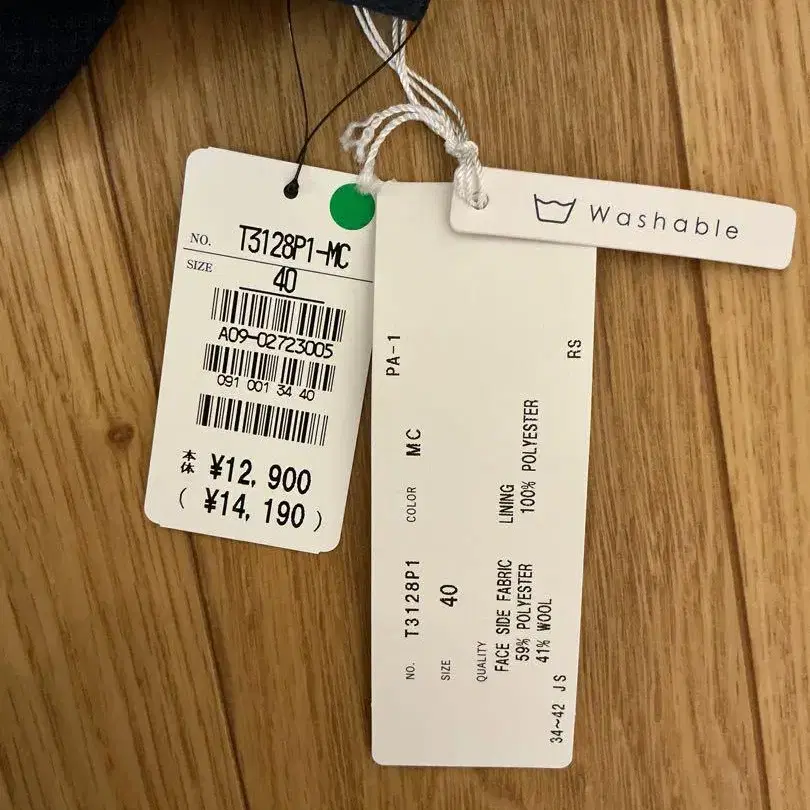 NO. T3128P1-MC
SIZE 40
A09-02723005
091 001 34 40
本体 ¥12,900
( ¥14,190 )
Washable
PA-1 RS
NO. T3128P1 COLOR MC
SIZE 40
QUALITY
FACE SIDE FABRIC LINING
59% POLYESTER 100% POLYESTER
41% WOOL
34~42 JS